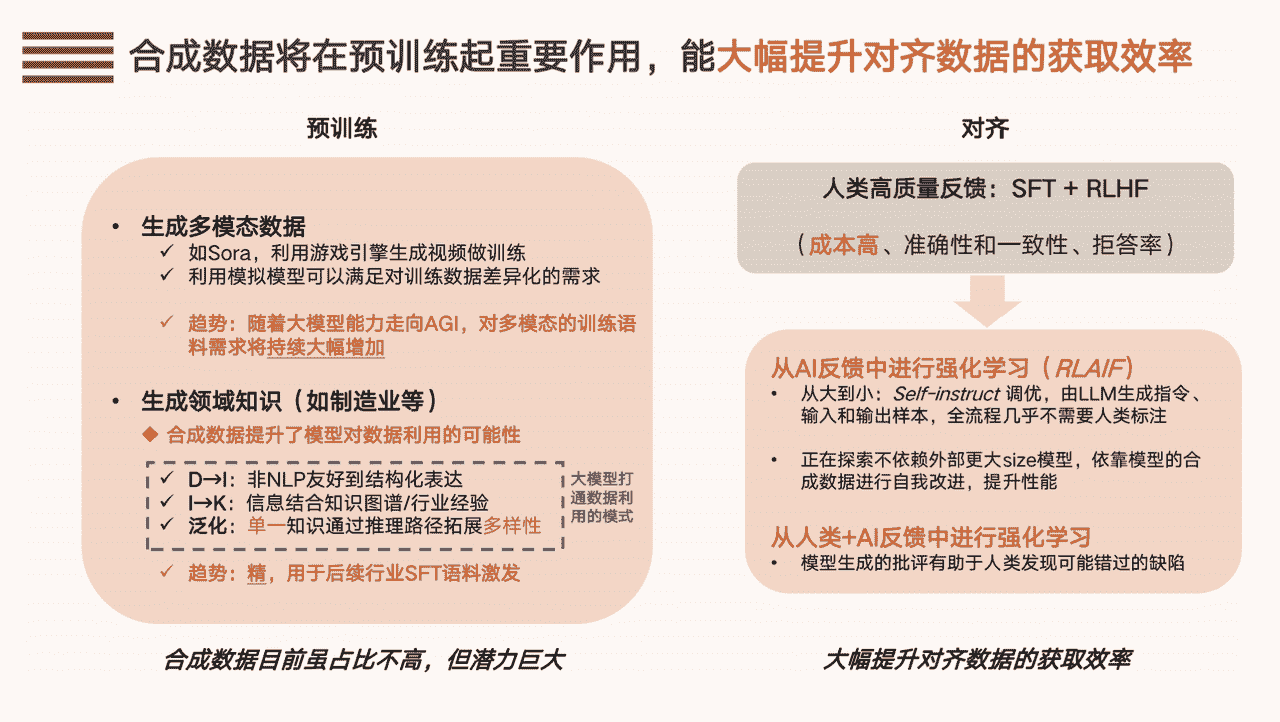 合成数据将在预训练起重要作用，能大幅提升对齐数据的获取效率
预训练
• 生成多模态数据
✓ 如Sora，利用游戏引擎生成视频做训练
✓ 利用模拟模型可以满足对训练数据差异化的需求
✓ 趋势：随着大模型能力走向AGI，对多模态的训练语
料需求将持续大幅增加
• 生成领域知识（如制造业等）
◆ 合成数据提升了模型对数据利用的可能性
✓ D→I：非NLP友好到结构化表达
✓ I→K：信息结合知识图谱/行业经验
✓ 泛化：单一知识通过推理路径拓展多样性
大模型打
通数据利
用的模式
✓ 趋势：精，用于后续行业SFT语料激发
合成数据目前虽占比不高，但潜力巨大
对齐
人类高质量反馈：SFT + RLHF
（成本高、准确性和一致性、拒答率）
从AI反馈中进行强化学习（RLAIF）
• 从大到小：Self-instruct 调优，由LLM生成指令、
输入和输出样本，全流程几乎不需要人类标注
• 正在探索不依赖外部更大size模型，依靠模型的合
成数据进行自我改进，提升性能
从人类+AI反馈中进行强化学习
• 模型生成的批评有助于人类发现可能错过的缺陷
大幅提升对齐数据的获取效率